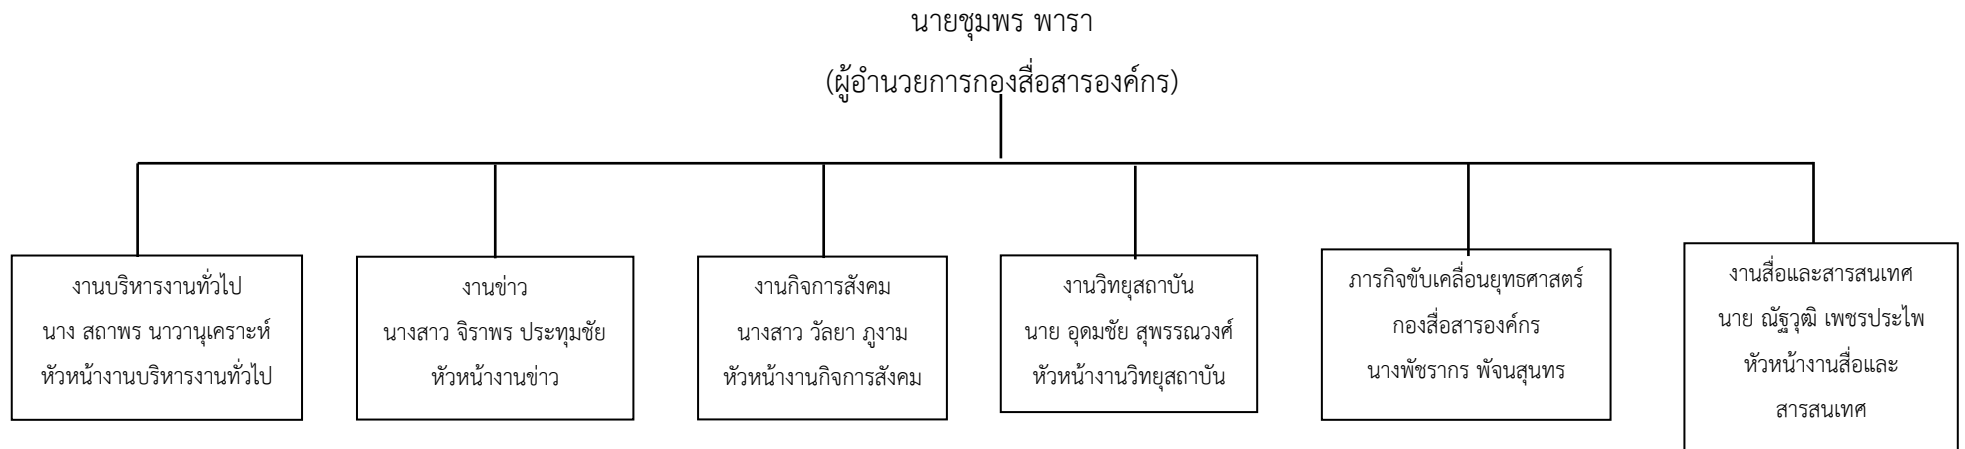 นายชุมพร พารา
(ผู้อำนวยการกองสื่อสารองค์กร)
งานบริหารงานทั่วไป
นาง สถาพร นาวานุเคราะห์
หัวหน้างานบริหารงานทั่วไป
งานข่าว
นางสาว จิราพร ประทุมชัย
หัวหน้างานข่าว
งานกิจการสังคม
นางสาว วัลยา ภูงาม
หัวหน้างานกิจการสังคม
งานวิทยุสถาบัน
นาย อุดมชัย สุพรรณวงศ์
หัวหน้างานวิทยุสถาบัน
ภารกิจขับเคลื่อนยุทธศาสตร์
กองสื่อสารองค์กร
นางพัชรากร พัจนสุนทร
งานสื่อและสารสนเทศ
นาย ณัฐวุฒิ เพชรประไพ
หัวหน้างานสื่อและ
สารสนเทศ